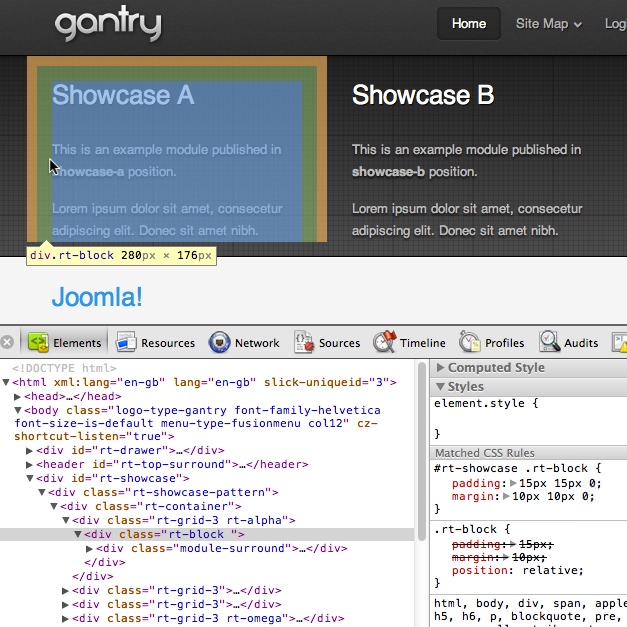 gantry
Home
Site Map
Log
Showcase A
Showcase B
This is an example module published in
showcase-a position.
This is an example module published in
showcase-b position.
Lorem ipsum dolor sit amet, consectetur
adipiscing elit. Donec sit amet nibh.
Lorem ipsum dolor sit amet, consectetur
adipiscing elit. Donec sit amet nibh.
div.rt-block 280px × 176px
Joomla!
Elements
Resources
Network
Sources
Timeline
Profiles
Audits
<!DOCTYPE html>
▼<html xml:lang="en-gb" lang="en-gb" slick-uniqueid="3">
▶<head>…</head>
▼<body class="logo-type-gantry font-family-helvetica
font-size-is-default menu-type-fusionmenu col12" cz-
shortcut-listen="true">
▶<div id="rt-drawer">…</div>
▶<header id="rt-top-surround">…</header>
▼<div id="rt-showcase">
▼<div class="rt-showcase-pattern">
▼<div class="rt-container">
▼<div class="rt-grid-3 rt-alpha">
▼<div class="rt-block ">
▶<div class="module-surround">…</div>
</div>
</div>
▶<div class="rt-grid-3">…</div>
▶<div class="rt-grid-3">…</div>
▶<div class="rt-grid-3 rt-omega">…</div>
▶ Computed Style
▼ Styles
element.style {
}
Matched CSS Rules
#rt-showcase .rt-block {
padding:▶15px 15px 0;
margin:▶10px 10px 0;
}
.rt-block {
padding:▶15px;
margin:▶10px;
position: relative;
}
html, body, div, span, apple
h5, h6, p, blockquote, pre,